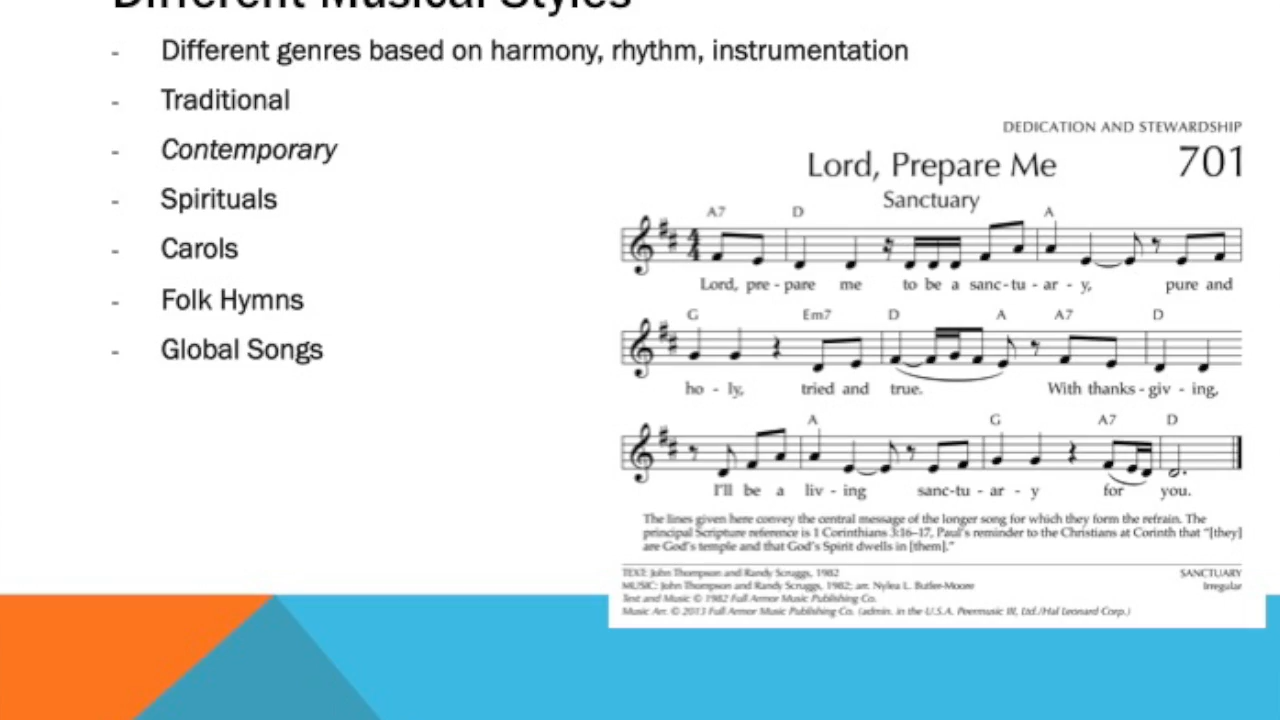 Different Musical Styles
- Different genres based on harmony, rhythm, instrumentation
- Traditional
- Contemporary
- Spirituals
- Carols
- Folk Hymns
- Global Songs
DEDICATION AND STEWARDSHIP
Lord, Prepare Me 701
Sanctuary
A7 D A
Lord, pre - pare me to be a sanc - tu - ar - y, pure and
G Em7 D A A7 D
ho - ly, tried and true. With thanks - giv - ing,
A G A7 D
I'll be a liv - ing sanc-tu - ar - y for you.
The lines given here convey the central message of the longer song for which they form the refrain. The
principal Scripture reference is 1 Corinthians 3:16–17, Paul's reminder to the Christians at Corinth that “[they]
are God's temple and that God's Spirit dwells in [them].”
TEXT: John Thompson and Randy Scruggs, 1982 SANCTUARY
MUSIC: John Thompson and Randy Scruggs, 1982; arr. Nylea L. Butler-Moore Irregular
Text and Music © 1982 Full Armor Music Publishing Co.
Music Arr. © 2013 Full Armor Music Publishing Co. (admin. in the U.S.A. Peermusic III, Ltd./Hal Leonard Corp.)